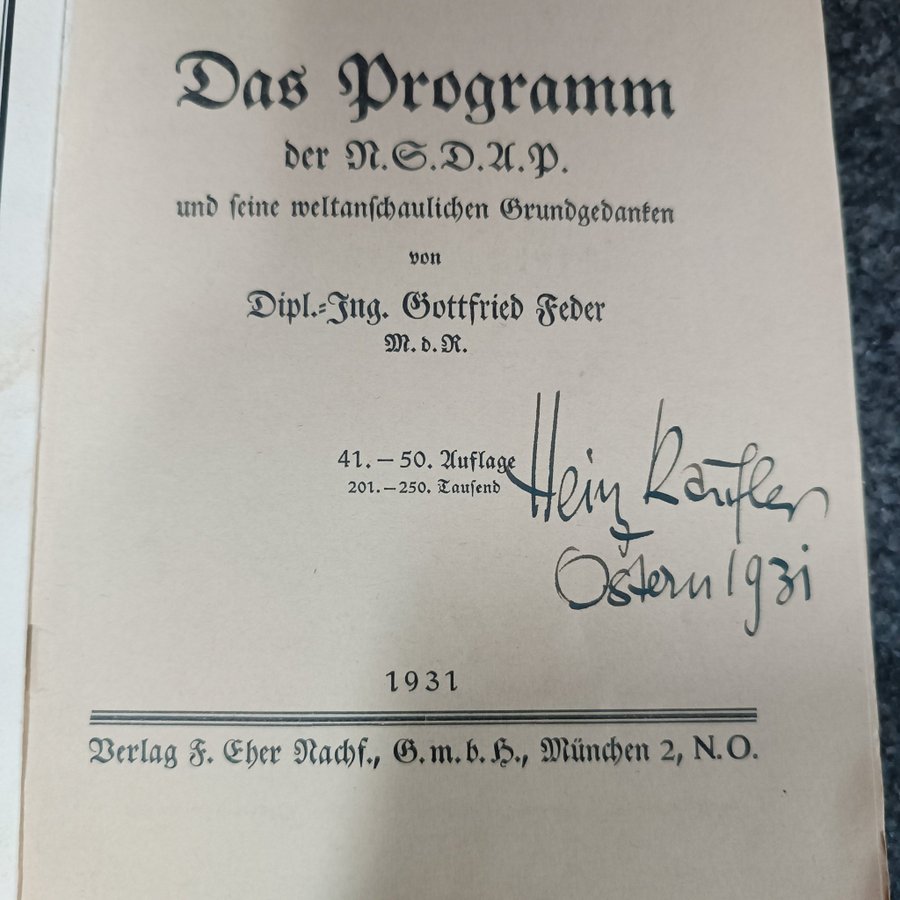 Das Programm
der N.S.D.A.P.
und seine weltanschaulichen Grundgedanken
von
Dipl.-Ing. Gottfried Feder
M. d. R.
41. – 50. Auflage
201. – 250. Tausend
Heinz
Ostern 1931
1931
Verlag F. Eher Nachf., G. m. b. H., München 2, N. O.